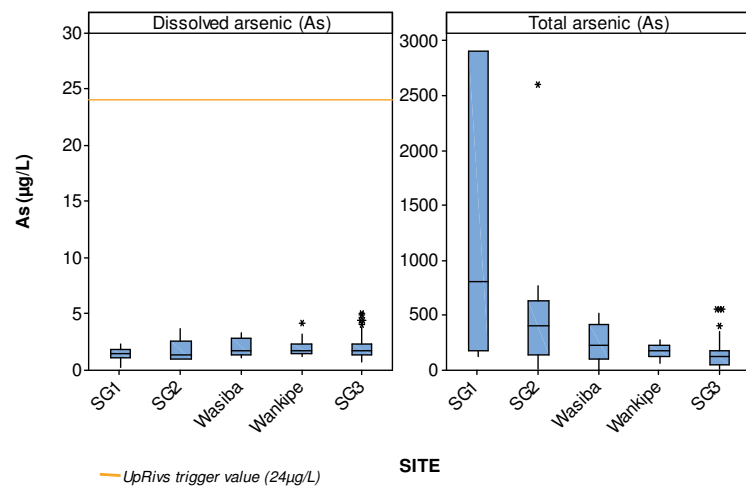 Dissolved arsenic (As)
Total arsenic (As)
As (µg/L)
30
25
20
15
10
5
0
3000
2500
2000
1500
1000
500
0
SG1
SG2
Wasiba
Wankipe
SG3
SG1
SG2
Wasiba
Wankipe
SG3
SITE
UpRivs trigger value (24µg/L)